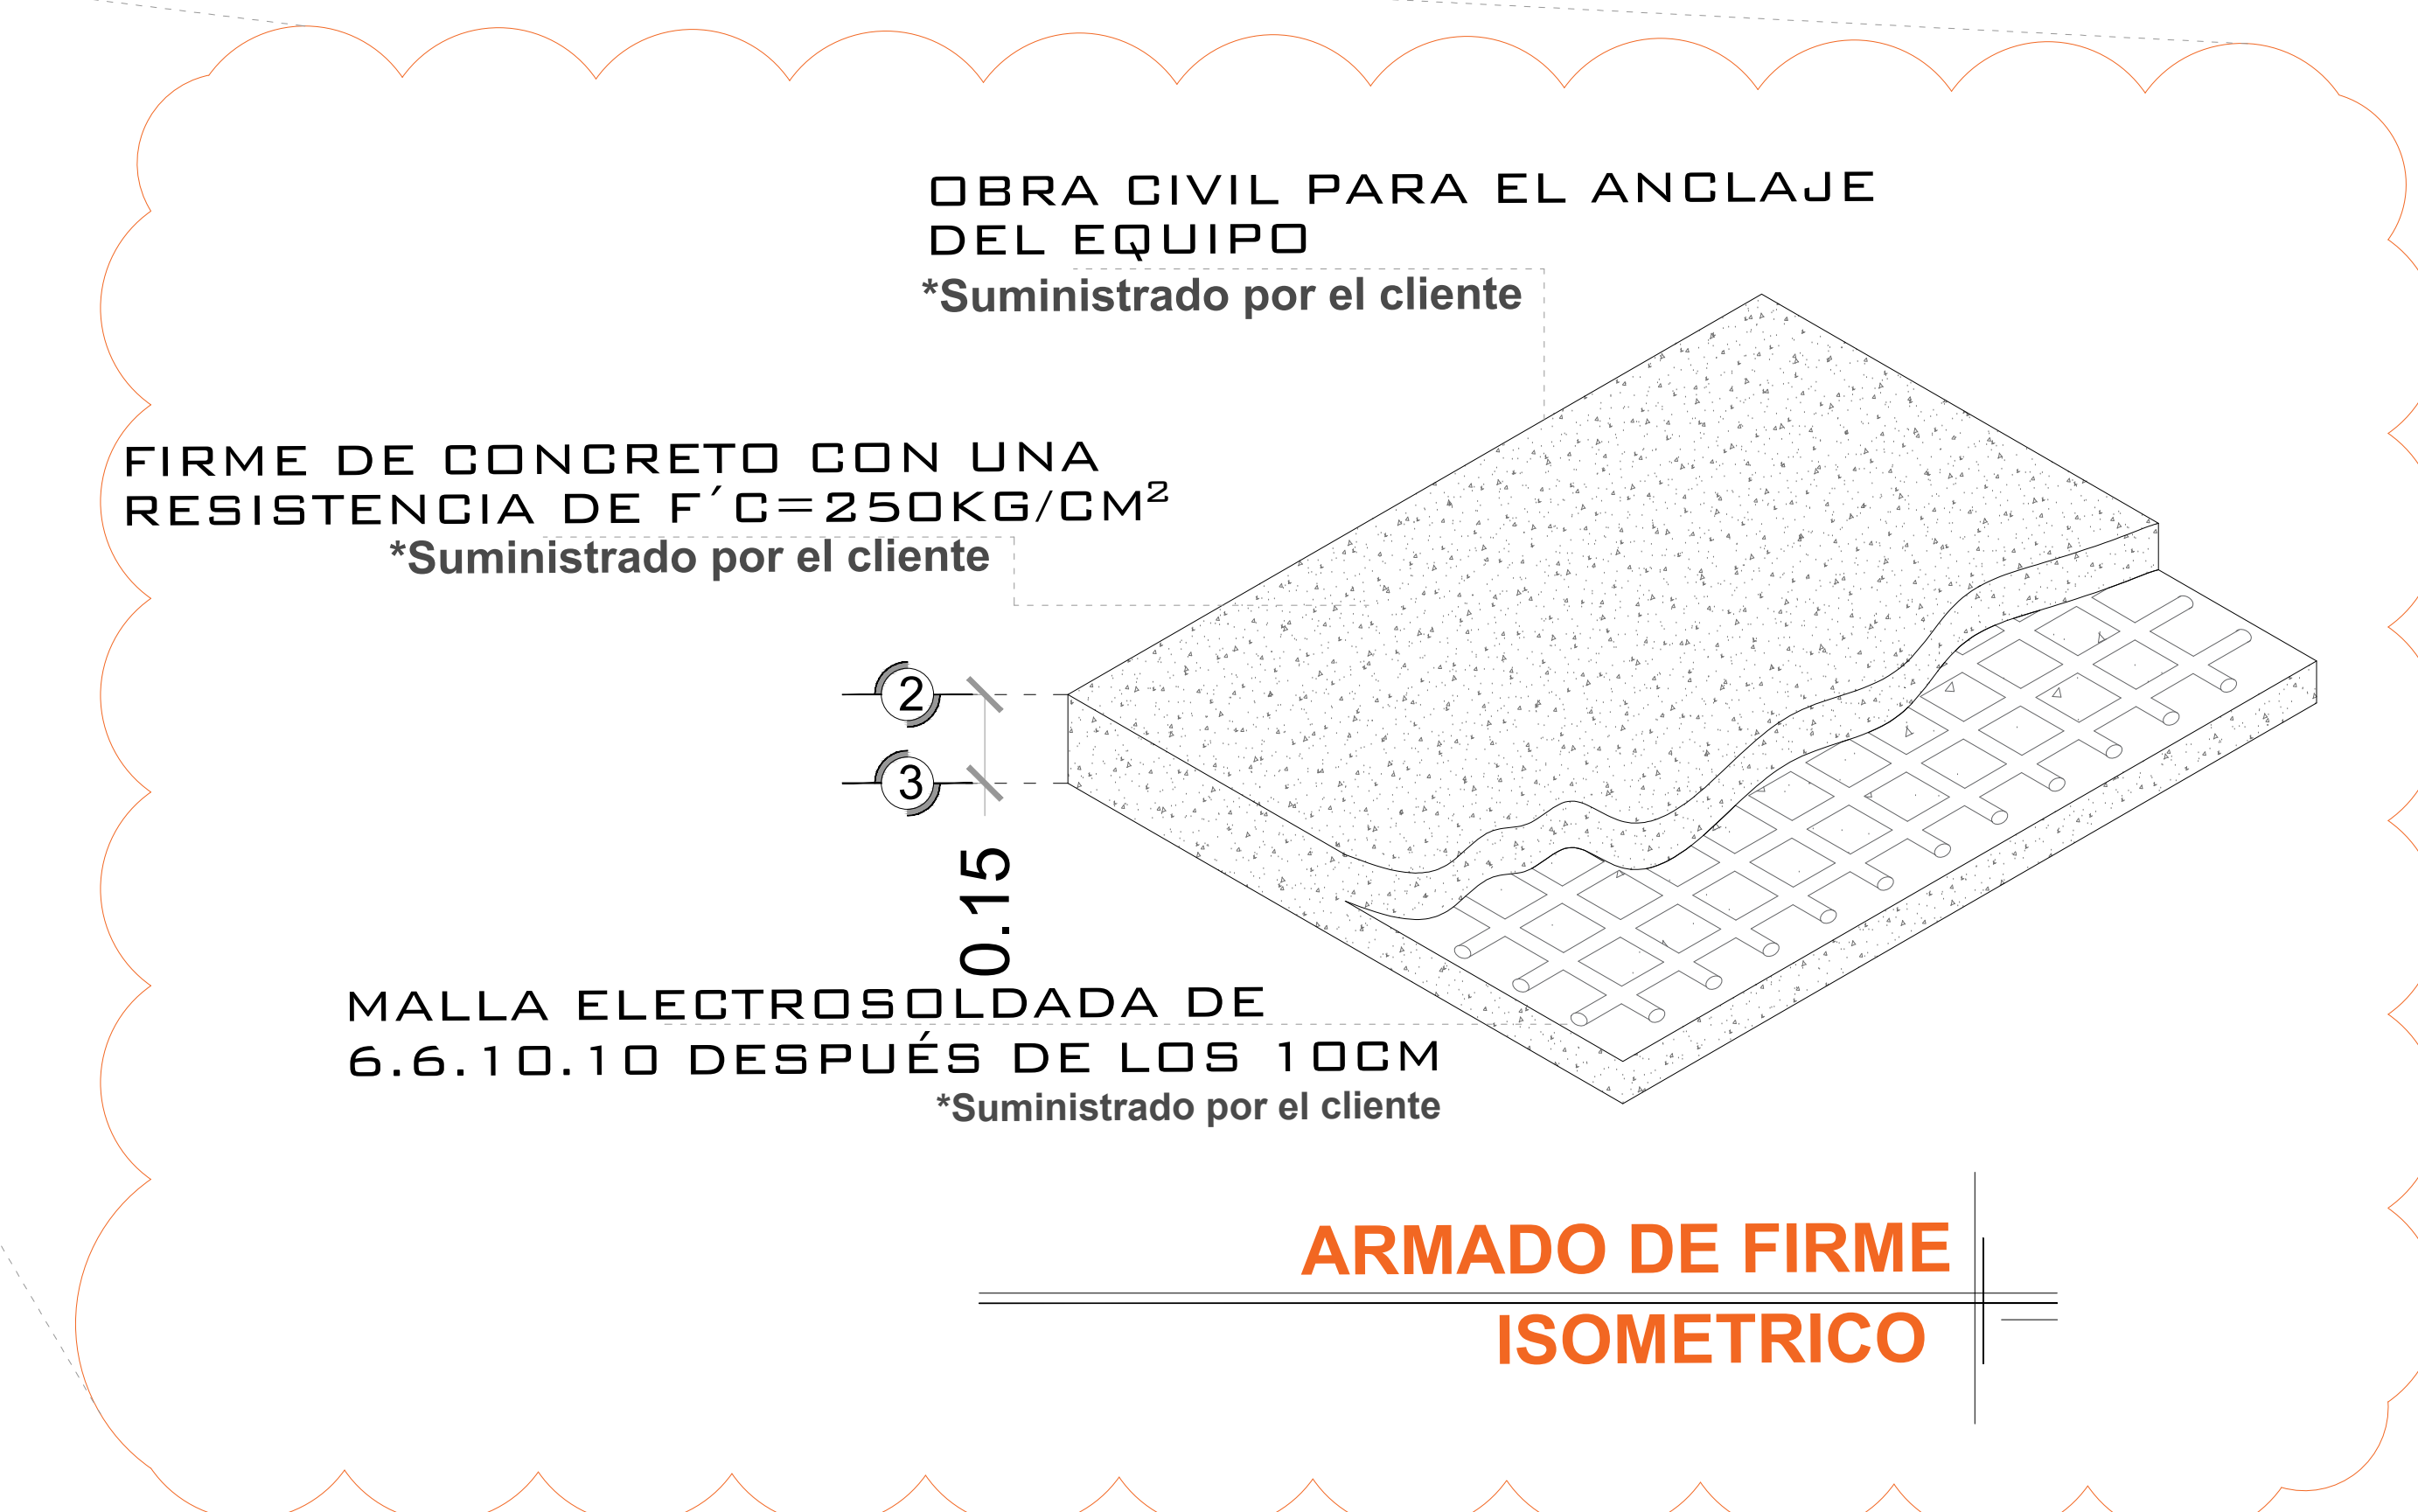 OBRA CIVIL PARA EL ANCLAJE
DEL EQUIPO
*Suministrado por el cliente
FIRME DE CONCRETO CON UNA
RESISTENCIA DE F´C=250KG/CM²
*Suministrado por el cliente
2
3
0.15
MALLA ELECTROSOLDADA DE
6.6.10.10 DESPUÉS DE LOS 10CM
*Suministrado por el cliente
ARMADO DE FIRME
ISOMETRICO